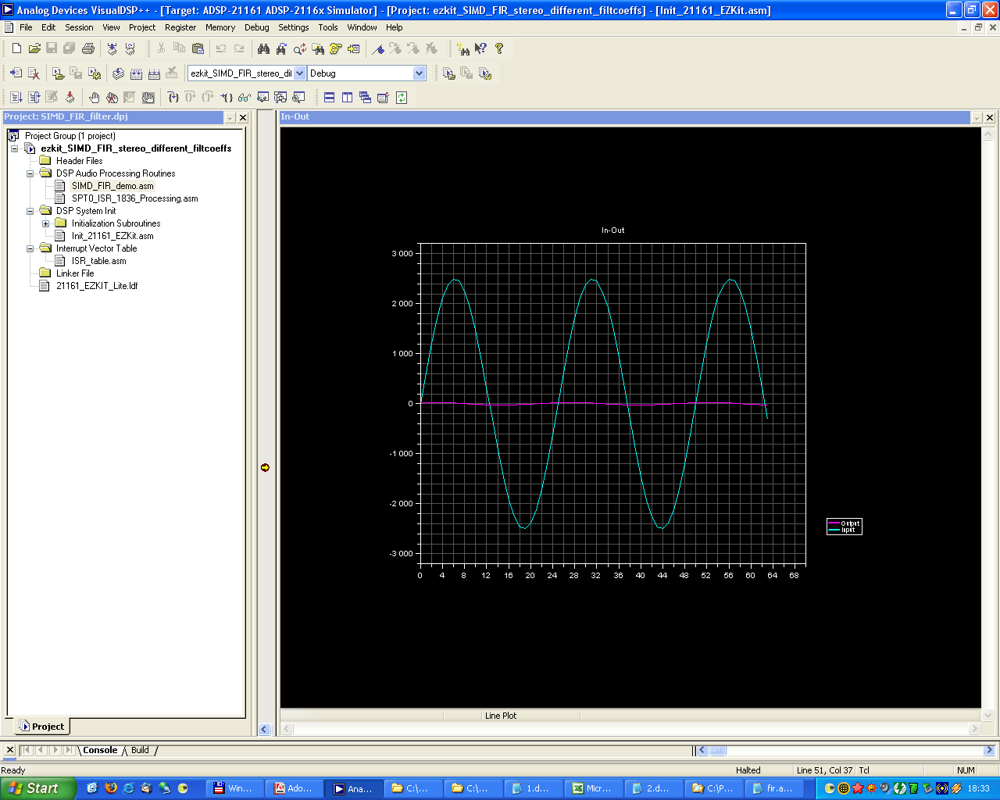 Analog Devices VisualDSP++ - [Target: ADSP-21161 ADSP-2116x Simulator] - [Project: ezkit_SIMD_FIR_stereo_different_filtcoeffs] - [Init_21161_EZKit.asm]
File Edit Session View Project Register Memory Debug Settings Tools Window Help
ezkit_SIMD_FIR_stereo_dif Debug
Project: SIMD_FIR_filter.dpj
Project Group (1 project)
ezkit_SIMD_FIR_stereo_different_filtcoeffs
Header Files
DSP Audio Processing Routines
SIMD_FIR_demo.asm
SPT0_ISR_1836_Processing.asm
DSP System Init
Initialization Subroutines
Init_21161_EZKit.asm
Interrupt Vector Table
ISR_table.asm
Linker File
21161_EZKIT_Lite.ldf
Project
In-Out
In-Out
3 000
2 000
1 000
0
-1 000
-2 000
-3 000
0 4 8 12 16 20 24 28 32 36 40 44 48 52 56 60 64 68
Output
Input
Line Plot
Console Build
Ready Halted Line 51, Col 37 Tcl NUM
Start Win... Ado... Ana... C:\... C:\... 1.d... Micr... 2.d... C:\P... fir.a... 18:33